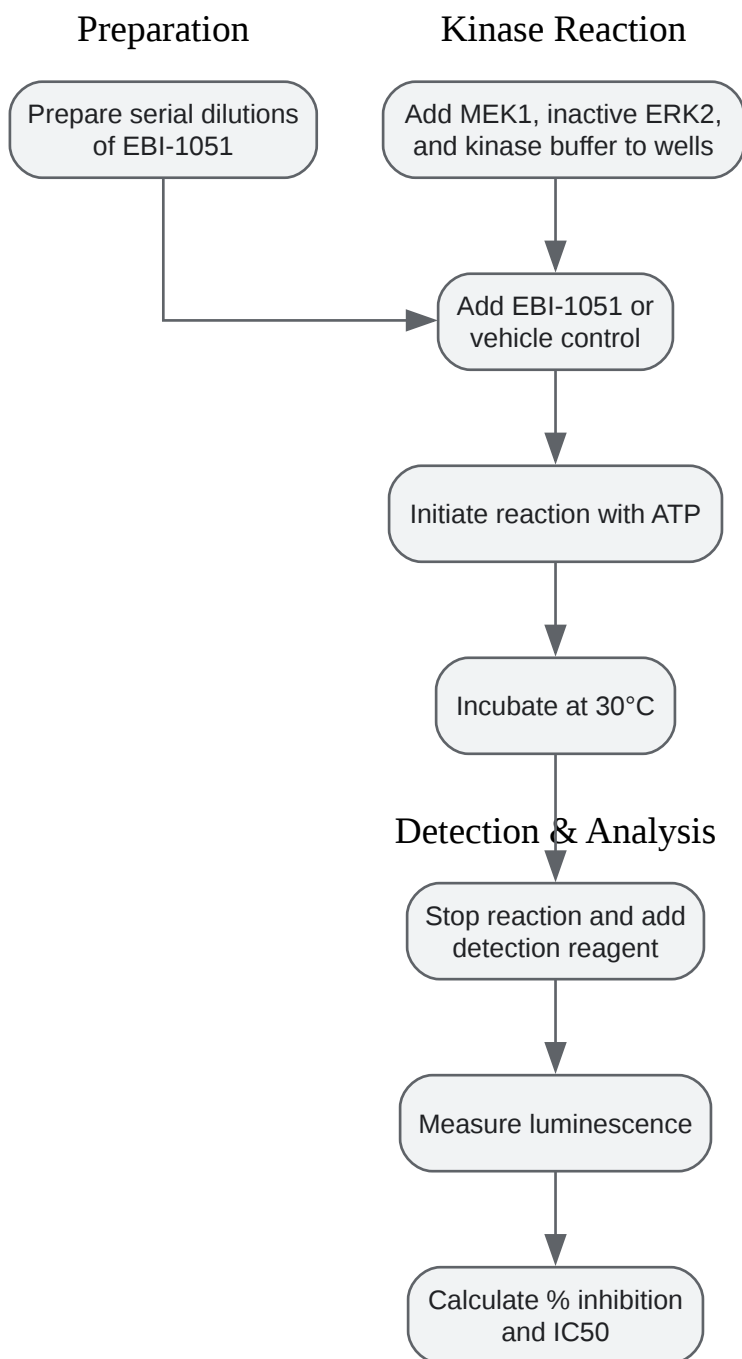 Preparation
Kinase Reaction
Prepare serial dilutions
of EBI-1051
Add MEK1, inactive ERK2,
and kinase buffer to wells
Add EBI-1051 or
vehicle control
Initiate reaction with ATP
Incubate at 30°C
Detection & Analysis
Stop reaction and add
detection reagent
Measure luminescence
Calculate % inhibition
and IC50